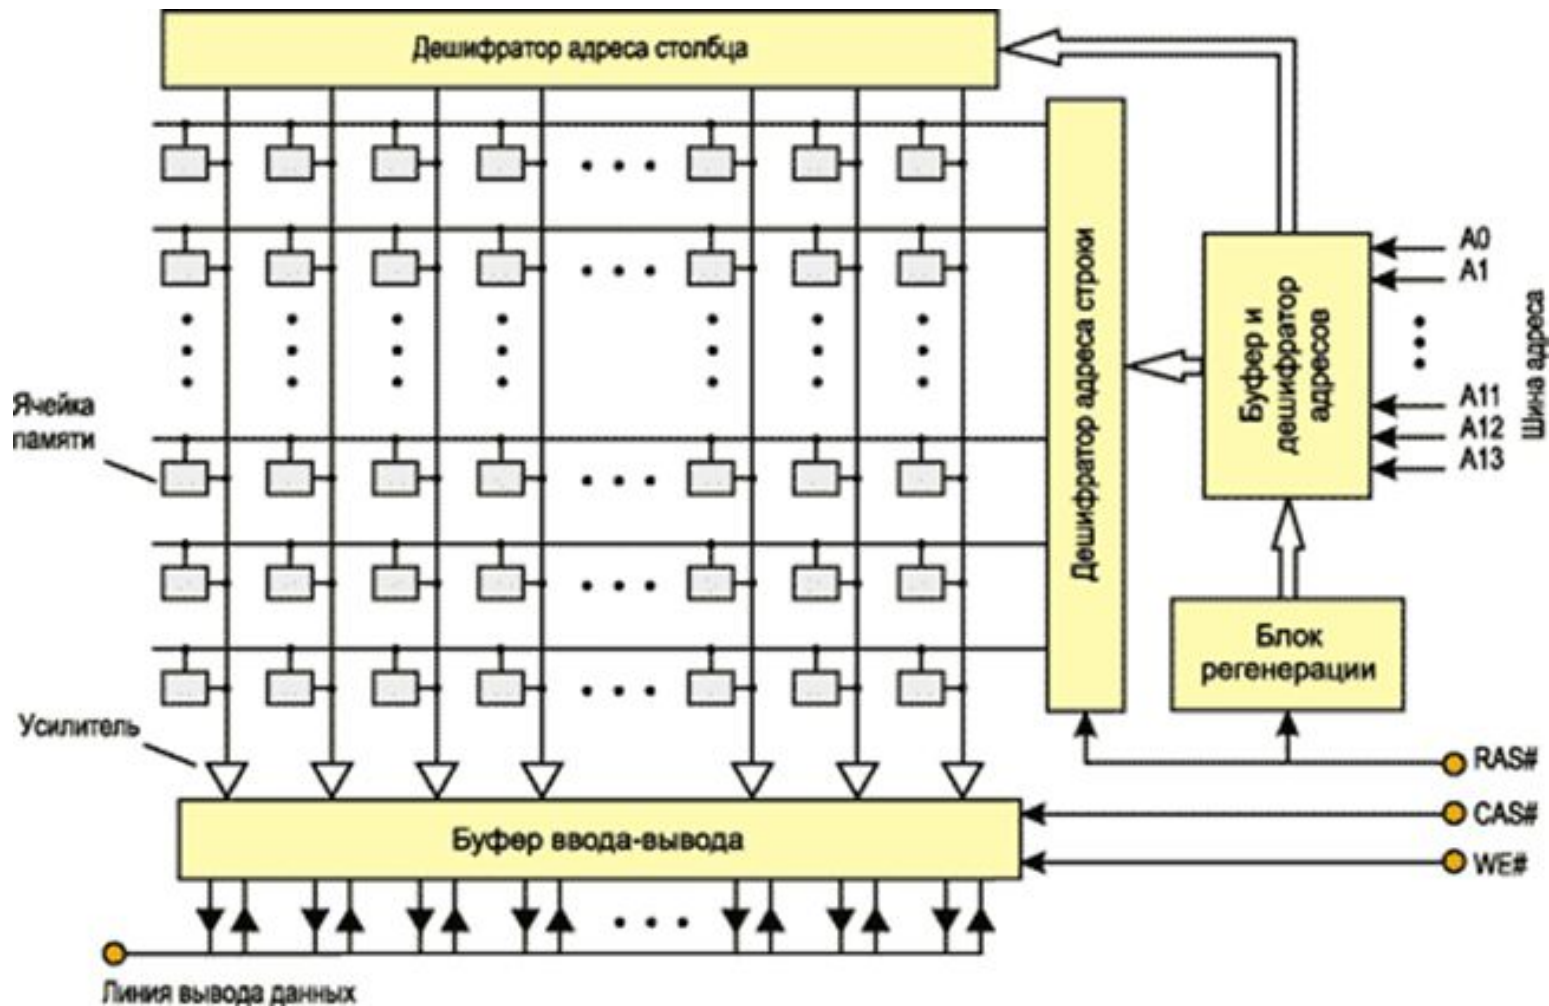 Дешифратор адреса столбца
Дешифратор адреса строки
Буфер и
дешифратор
адресов
A0
A1
A11
A12
A13
Шина адреса
Ячейка
памяти
Блок
регенерации
Усилитель
RAS#
CAS#
WE#
Буфер ввода-вывода
Линия вывода данных